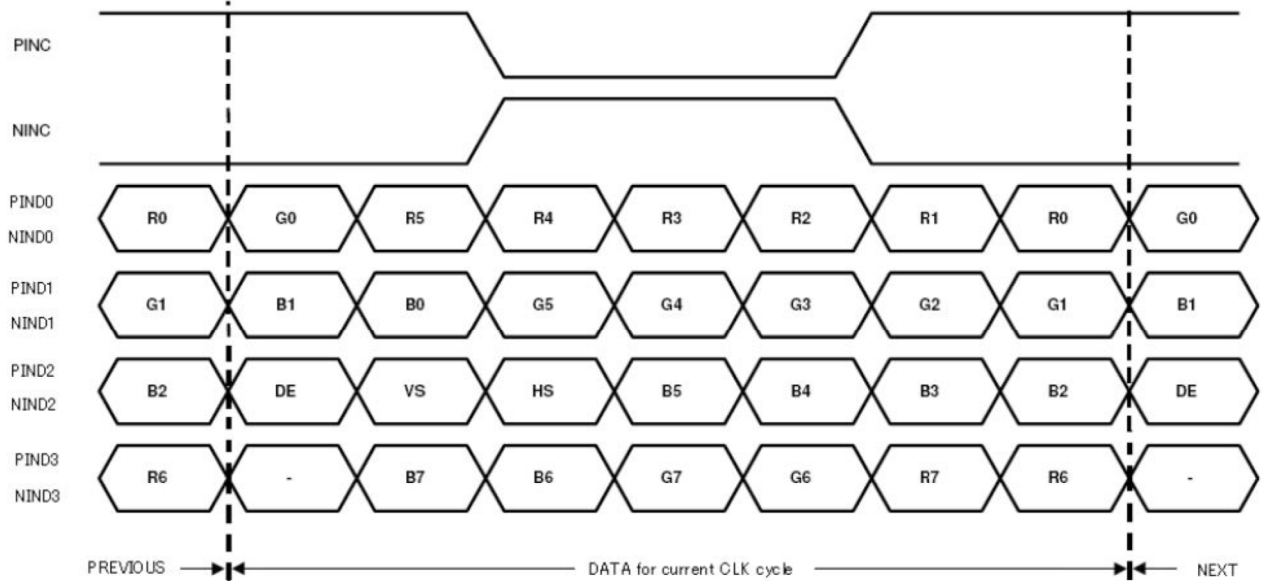 PINC
NINC
PIND0
NIND0
R0 G0 R5 R4 R3 R2 R1 R0 G0
PIND1
NIND1
G1 B1 B0 G5 G4 G3 G2 G1 B1
PIND2
NIND2
B2 DE VS HS B5 B4 B3 B2 DE
PIND3
NIND3
R6 - B7 B6 G7 G6 R7 R6 -
PREVIOUS DATA for current CLK cycle NEXT